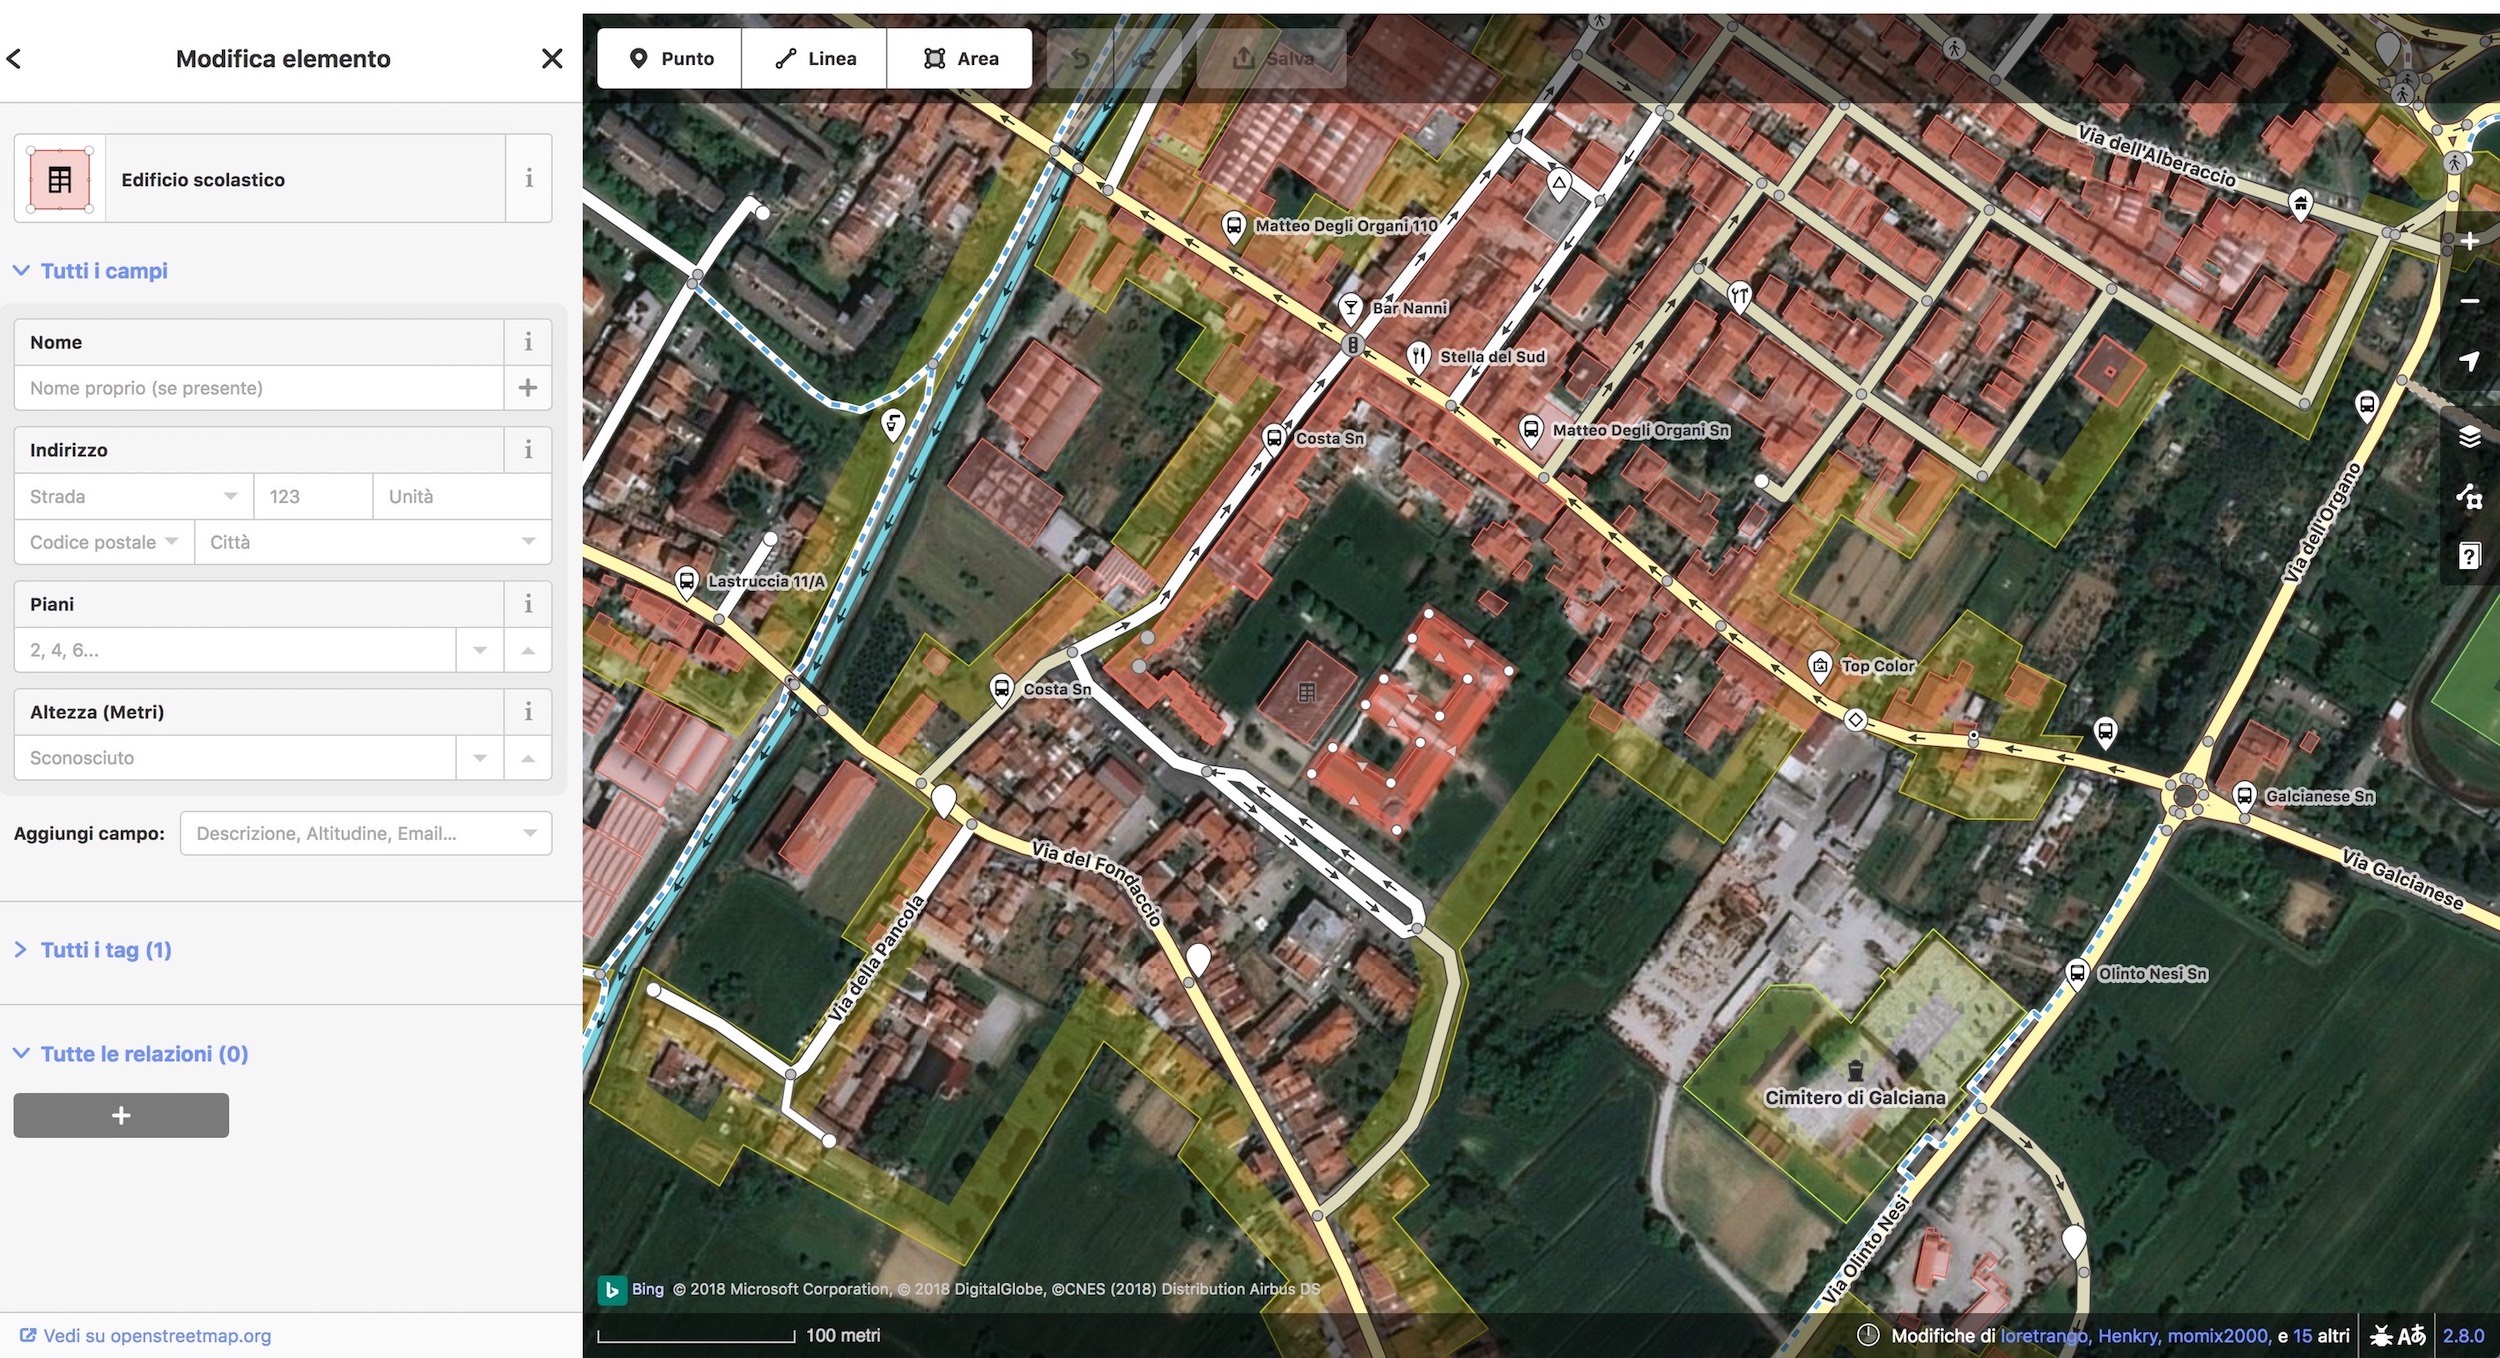 Modifica elemento
Edificio scolastico
Tutti i campi
Nome
Nome proprio (se presente)
Indirizzo
Strada
123
Unità
Codice postale
Città
Piani
2, 4, 6...
Altezza (Metri)
Sconosciuto
Aggiungi campo:
Descrizione, Altitudine, Email...
Tutti i tag (1)
Tutte le relazioni (0)
Vedi su openstreetmap.org
Punto
Linea
Area
Salva
Via dell'Alberaccio
Matteo Degli Organi 110
Bar Nanni
Stella del Sud
Costa Sn
Matteo Degli Organi Sn
Via dell'Organo
Lastruccia 11/A
Top Color
Costa Sn
Galcianese Sn
Via del Fondaccio
Via Galcianese
Via della Pancola
Olinto Nesi Sn
Cimitero di Galciana
Via Olinto Nesi
Bing © 2018 Microsoft Corporation, © 2018 DigitalGlobe, ©CNES (2018) Distribution Airbus DS
100 metri
Modifiche di loretrango, Henkry, momix2000, e 15 altri
Aあ
2.8.0